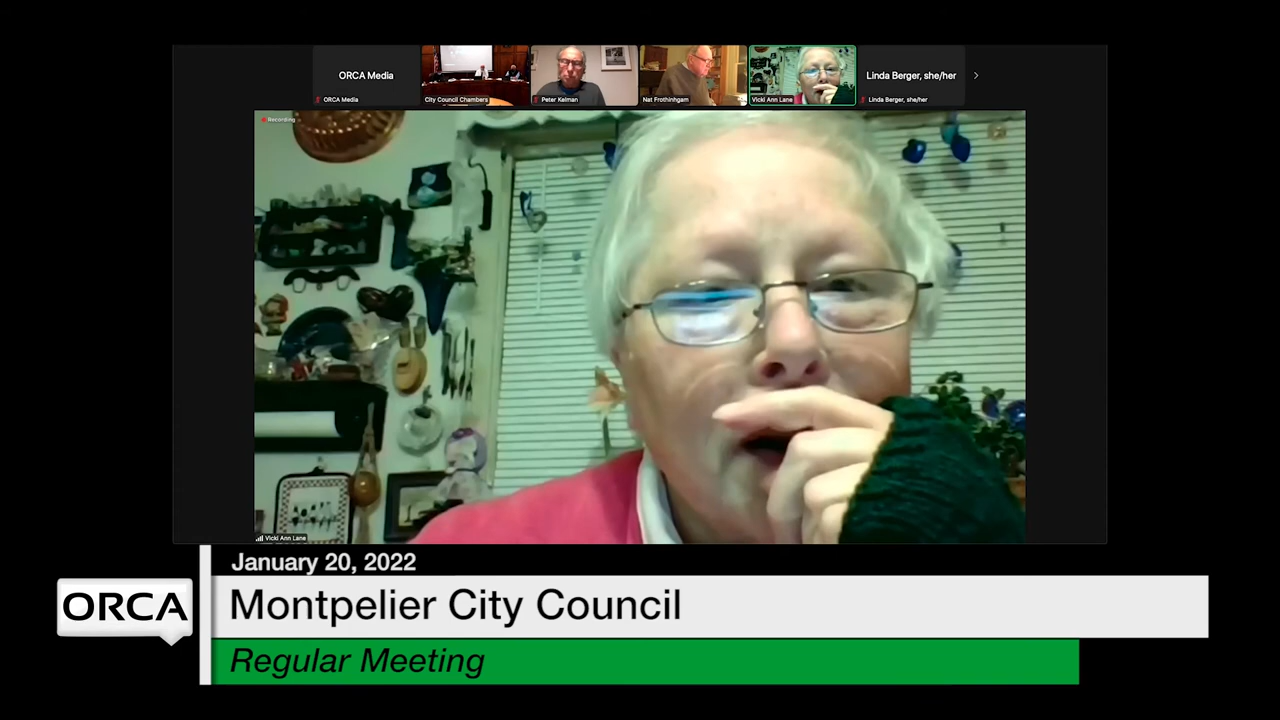 ORCA Media
Linda Berger, she/her
ORCA Media
City Council Chambers
Peter Kelman
Nat Frothinhgam
Vicki Ann Lane
Linda Berger, she/her
Recording
Vicki Ann Lane
January 20, 2022
ORCA
Montpelier City Council
Regular Meeting